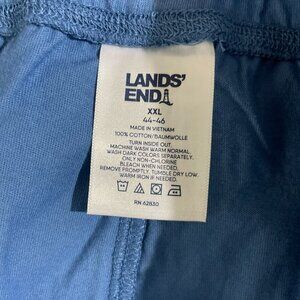 LANDS'
END
XXL
44-46
MADE IN VIETNAM
100% COTTON/BAUMWOLLE
TURN INSIDE OUT.
MACHINE WASH WARM NORMAL.
WASH DARK COLORS SEPARATELY.
ONLY NON-CHLORINE
BLEACH WHEN NEEDED.
REMOVE PROMPTLY. TUMBLE DRY LOW.
WARM IRON IF NEEDED.
RN 62830